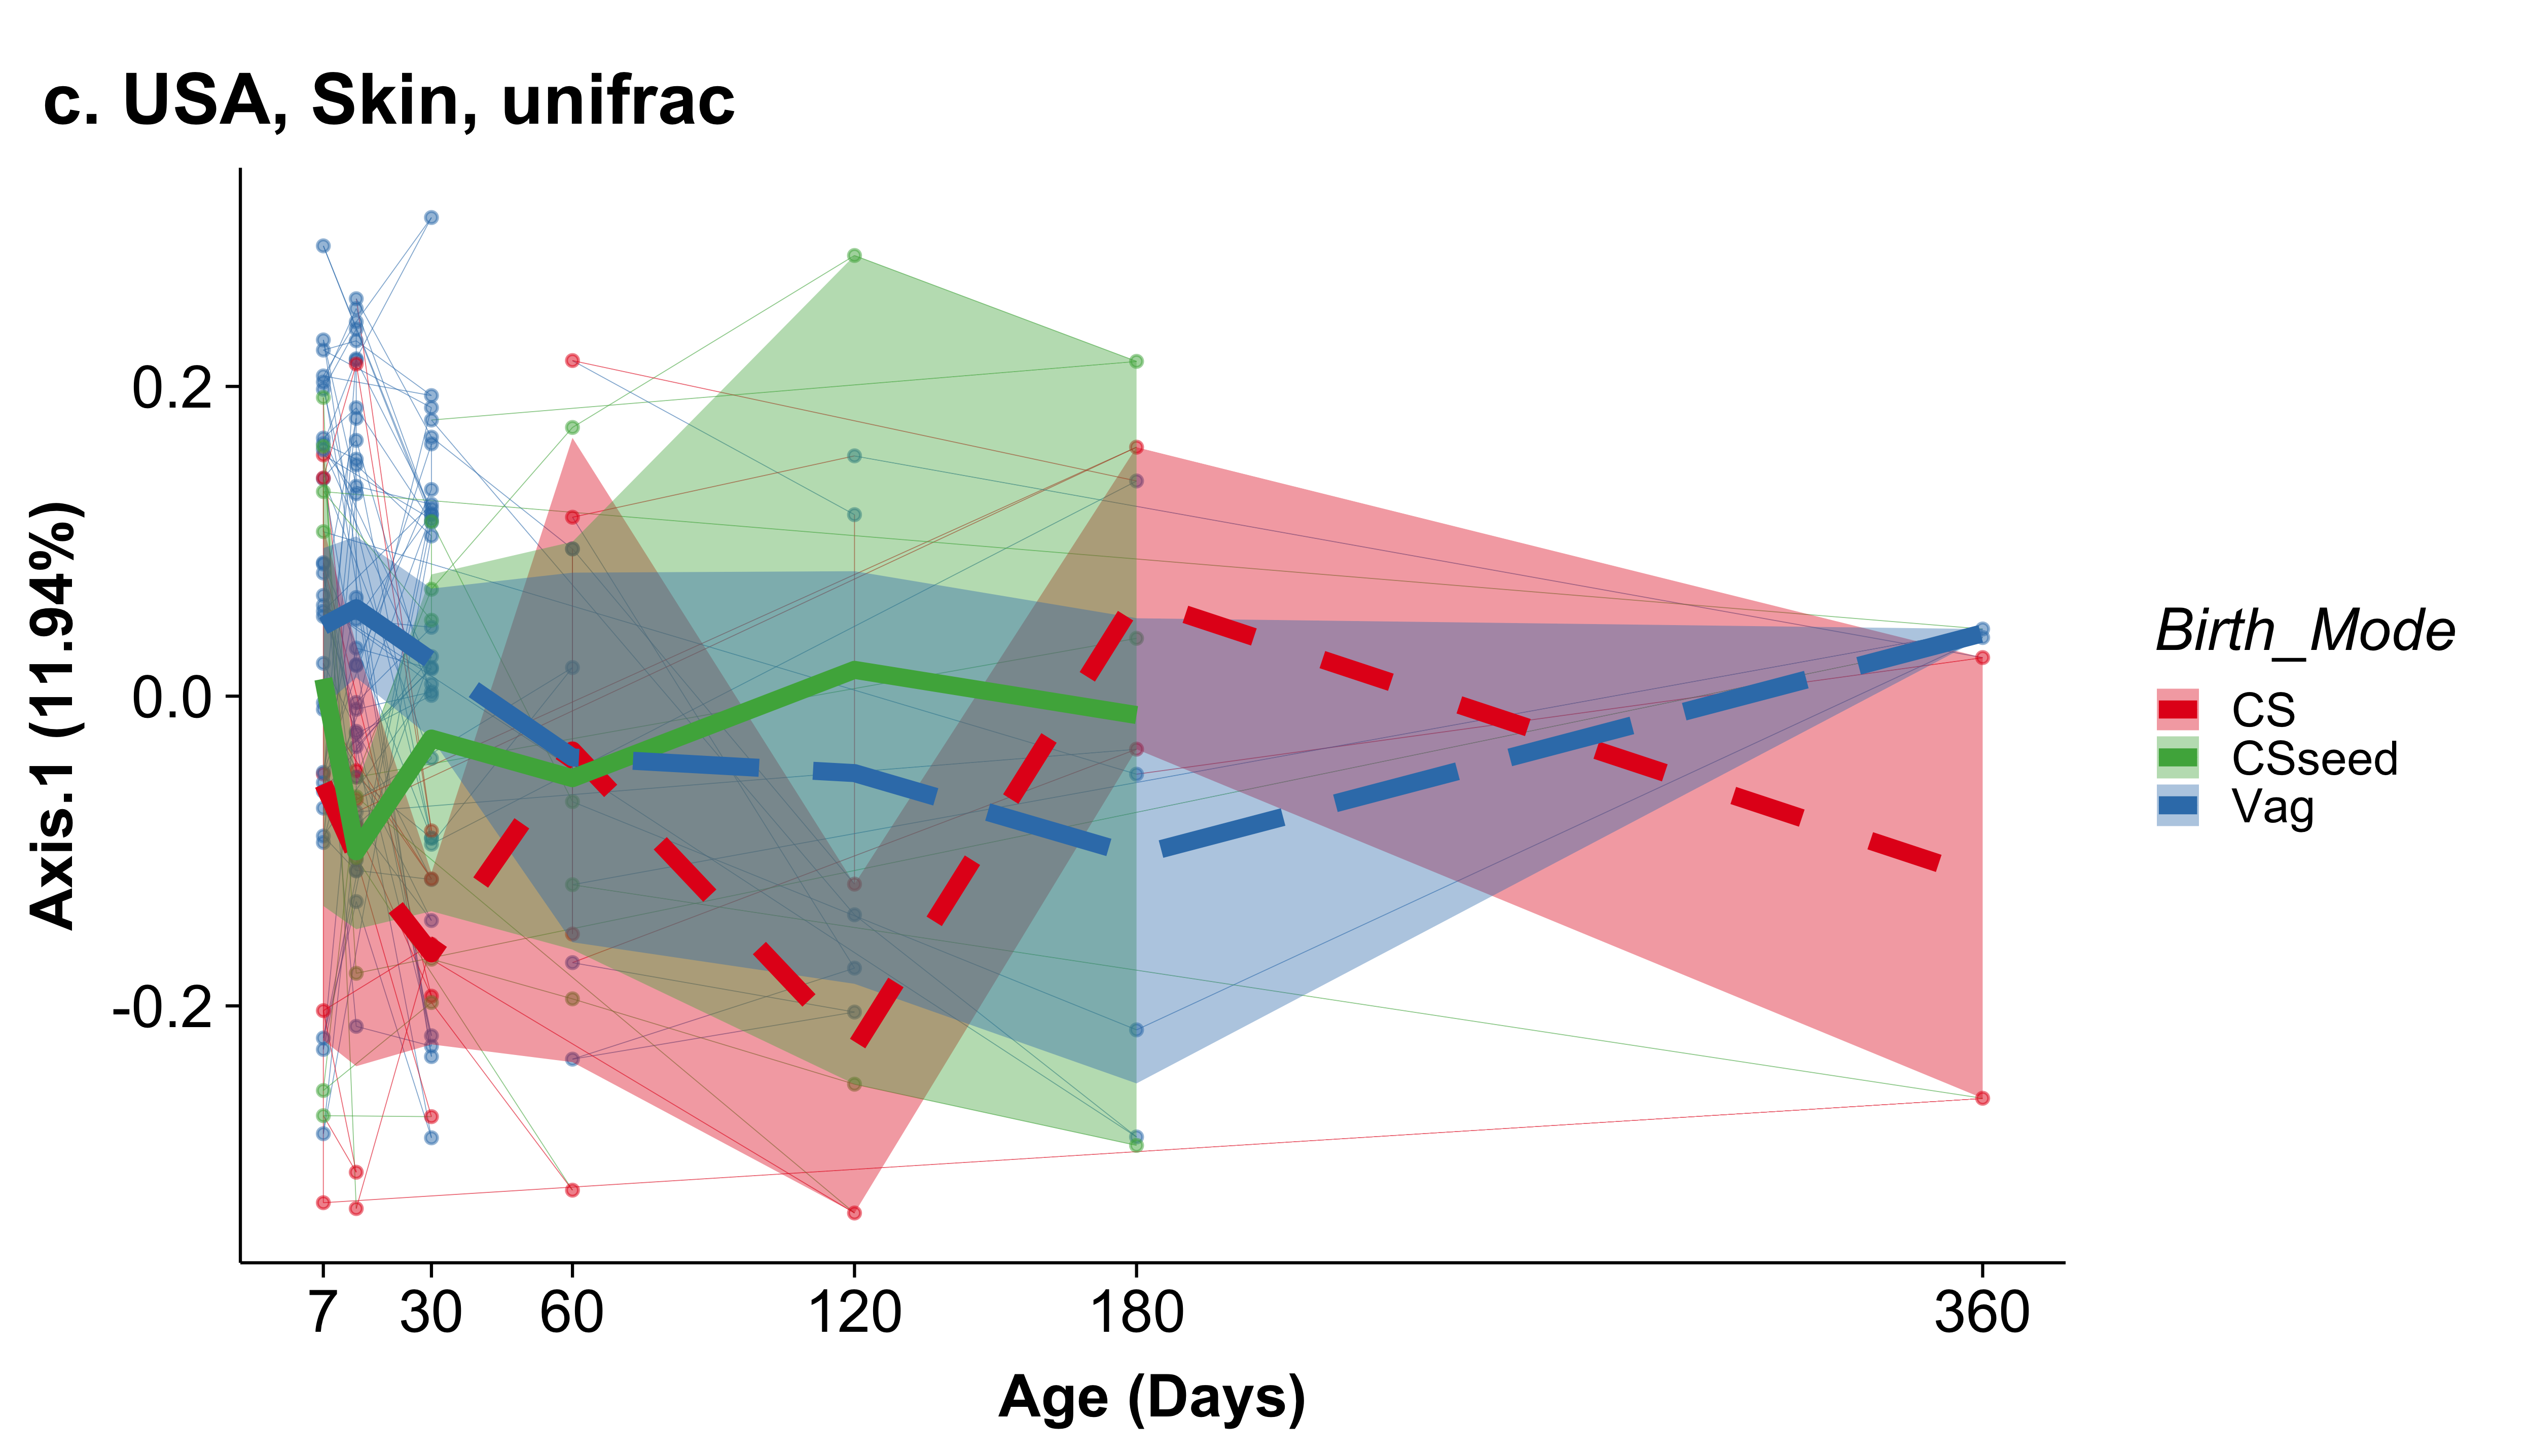 c. USA, Skin, unifrac
Axis.1 (11.94%)
0.2
0.0
-0.2
7 30 60 120 180 360
Age (Days)
Birth_Mode
CS
CSseed
Vag